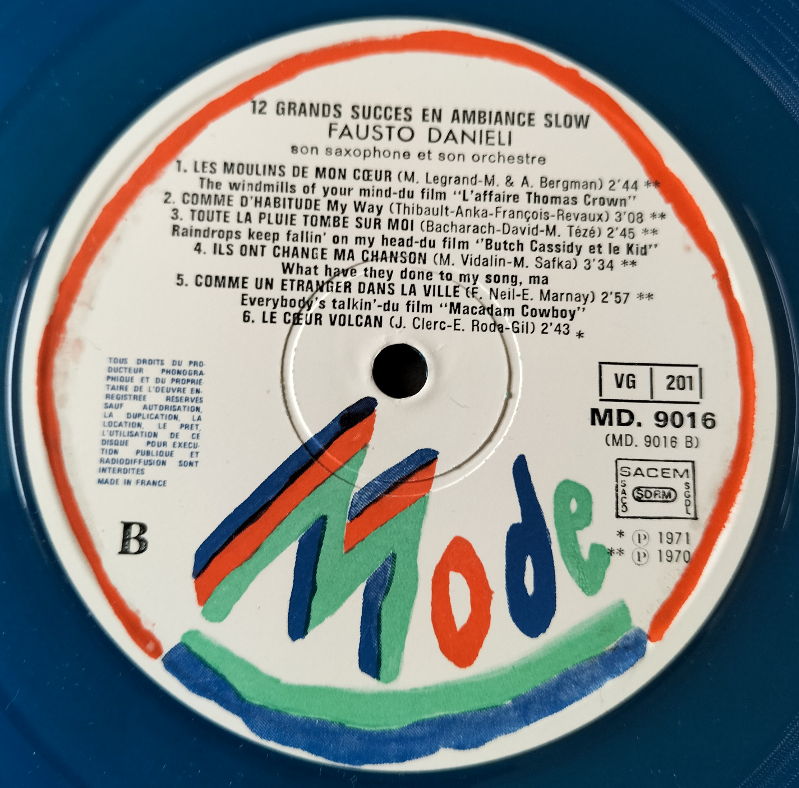 12 GRANDS SUCCES EN AMBIANCE SLOW
FAUSTO DANIELI
son saxophone et son orchestre
1. LES MOULINS DE MON CŒUR (M. Legrand-M. & A. Bergman) 2'44 **
The windmills of your mind-du film "L'affaire Thomas Crown"
2. COMME D'HABITUDE My Way (Thibault-Anka-François-Revaux) 3'08 **
3. TOUTE LA PLUIE TOMBE SUR MOI (Bacharach-David-M. Tézé) 2'45 **
Raindrops keep fallin' on my head-du film "Butch Cassidy et le Kid"
4. ILS ONT CHANGE MA CHANSON (M. Vidalin-M. Safka) 3'34 **
What have they done to my song, ma
5. COMME UN ETRANGER DANS LA VILLE (F. Neil-E. Marnay) 2'57 **
Everybody's talkin'-du film "Macadam Cowboy"
6. LE CŒUR VOLCAN (J. Clerc-E. Roda-Gil) 2'43 *
TOUS DROITS DU PRO-
DUCTEUR PHONOGRA-
PHIQUE ET DU PROPRIE-
TAIRE DE L'OEUVRE EN-
REGISTREE RESERVES
SAUF AUTORISATION,
LA DUPLICATION, LA
LOCATION, LE PRET,
L'UTILISATION DE CE
DISQUE POUR EXECU-
TION PUBLIQUE ET
RADIODIFFUSION SONT
INTERDITES
MADE IN FRANCE
B
VG 201
MD. 9016
(MD. 9016 B)
SACEM
SACD SDRM SGDL
* ℗ 1971
** ℗ 1970
Mode